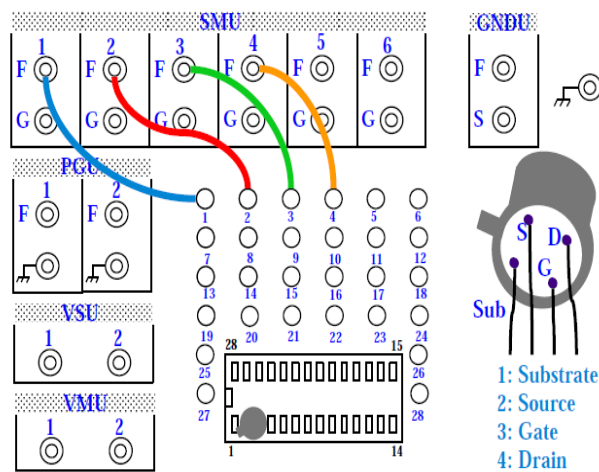 SMU
1 2 3 4 5 6
F F F F F F
G G G G G G
GNDU
F
S
PGU
1 2
F F
VSU
1 2
VMU
1 2
1 2 3 4 5 6
7 8 9 10 11 12
13 14 15 16 17 18
19 20 21 22 23 24
25 26
27 28
28 15
1 14
S D
G
Sub
1: Substrate
2: Source
3: Gate
4: Drain